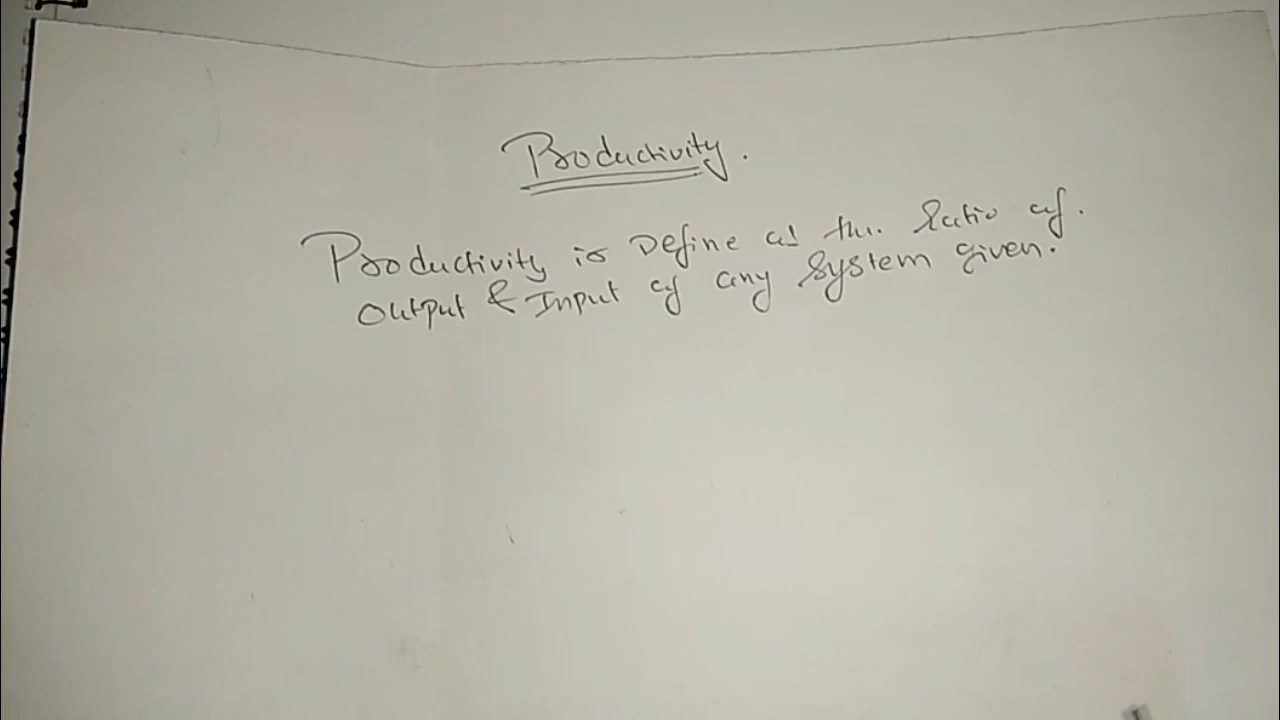 Productivity.
Productivity is Define as the Ratio of.
Output & Input of any System given.